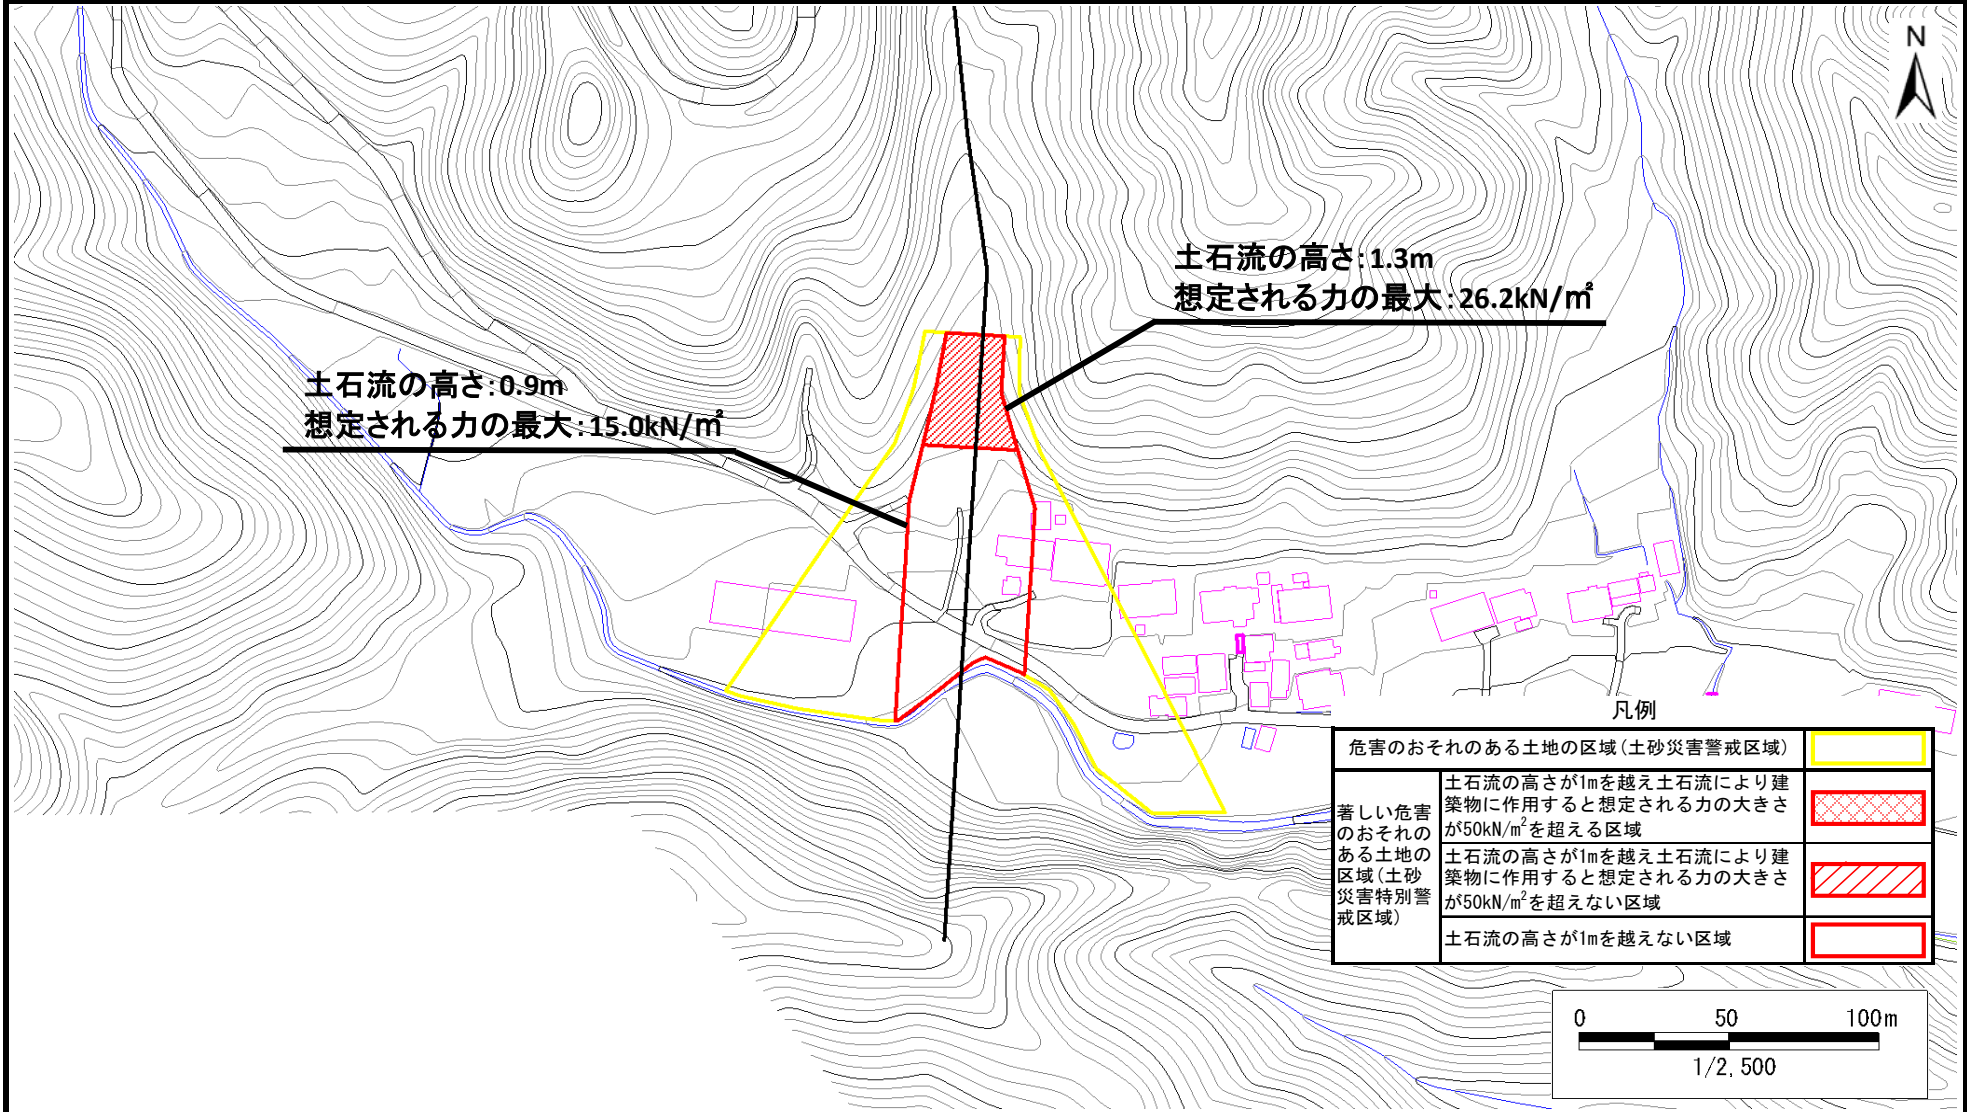 N
土石流の高さ:1.3m
想定される力の最大:26.2kN/㎡
土石流の高さ:0.9m
想定される力の最大:15.0kN/㎡
凡例
危害のおそれのある土地の区域(土砂災害警戒区域)
著しい危害
のおそれの
ある土地の
区域(土砂
災害特別警
戒区域)
土石流の高さが1mを越え土石流により建
築物に作用すると想定される力の大きさ
が50kN/m²を超える区域
土石流の高さが1mを越え土石流により建
築物に作用すると想定される力の大きさ
が50kN/m²を超えない区域
土石流の高さが1mを越えない区域
0 50 100m
1/2,500